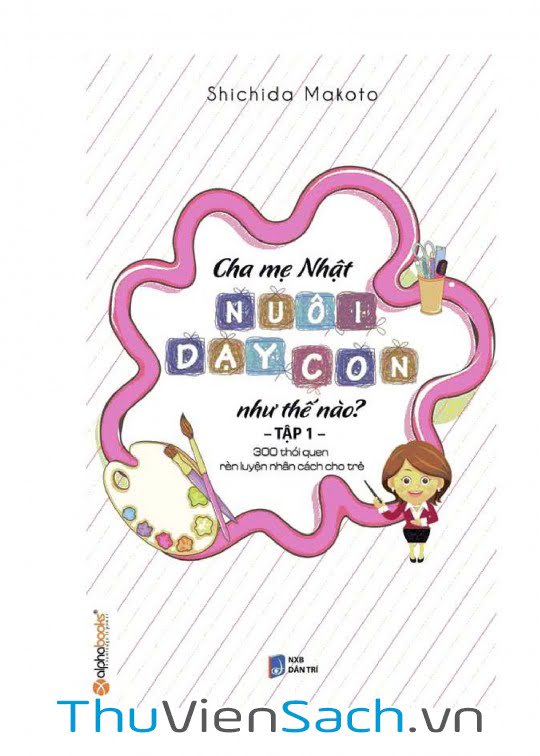 Shichida Makoto
Cha mẹ Nhật
NUÔI
DẠY CON
như thế nào?
– TẬP 1 –
300 thói quen
rèn luyện nhân cách cho trẻ
alphabooks®
NXB
DÂN TRÍ
ThuVienSach.vn